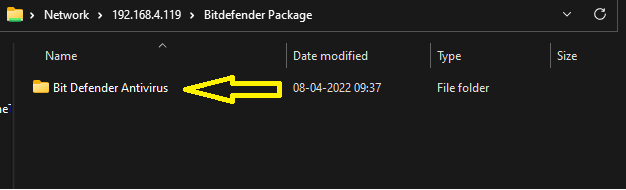 Network > 192.168.4.119 > Bitdefender Package
Name Date modified Type Size
Bit Defender Antivirus 08-04-2022 09:37 File folder